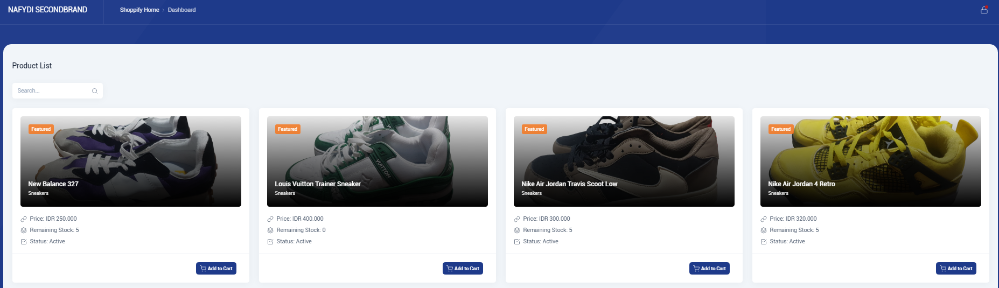 NAFYDI SECONDBRAND
Shoppify Home > Dashboard
Product List
Search...
Featured
VUITTON
New Balance 327
Sneakers
Price: IDR 250.000
Remaining Stock: 5
Status: Active
Add to Cart
Featured
Louis Vuitton Trainer Sneaker
Sneakers
Price: IDR 400.000
Remaining Stock: 0
Status: Active
Add to Cart
Featured
Nike Air Jordan Travis Scoot Low
Sneakers
Price: IDR 300.000
Remaining Stock: 5
Status: Active
Add to Cart
Featured
Nike Air Jordan 4 Retro
Sneakers
Price: IDR 320.000
Remaining Stock: 5
Status: Active
Add to Cart